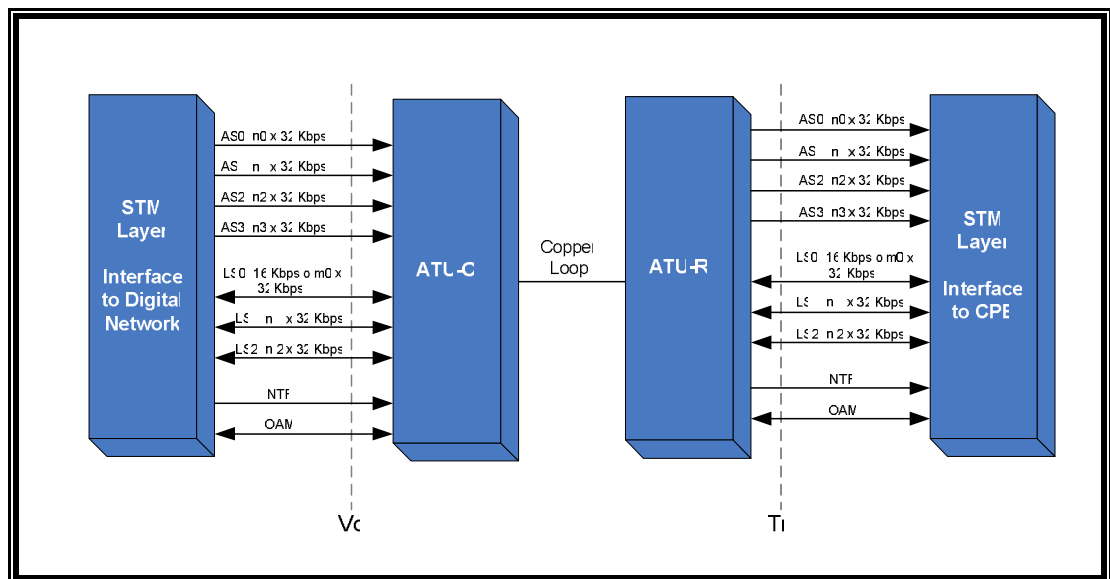 STM
Layer
Interface
to Digital
Network
AS0 n0 x 32 Kbps
AS n x 32 Kbps
AS2 n2 x 32 Kbps
AS3 n3 x 32 Kbps
LS0 16 Kbps o m0 x
32 Kbps
LS n x 32 Kbps
LS2 n 2 x 32 Kbps
NTF
OAM
ATU-C
Copper
Loop
ATU-R
AS0 n0 x 32 Kbps
AS n x 32 Kbps
AS2 n2 x 32 Kbps
AS3 n3 x 32 Kbps
LS0 16 Kbps o m0 x
32 Kbps
LS n x 32 Kbps
LS2 n 2 x 32 Kbps
NTF
OAM
STM
Layer
Interface
to CPE